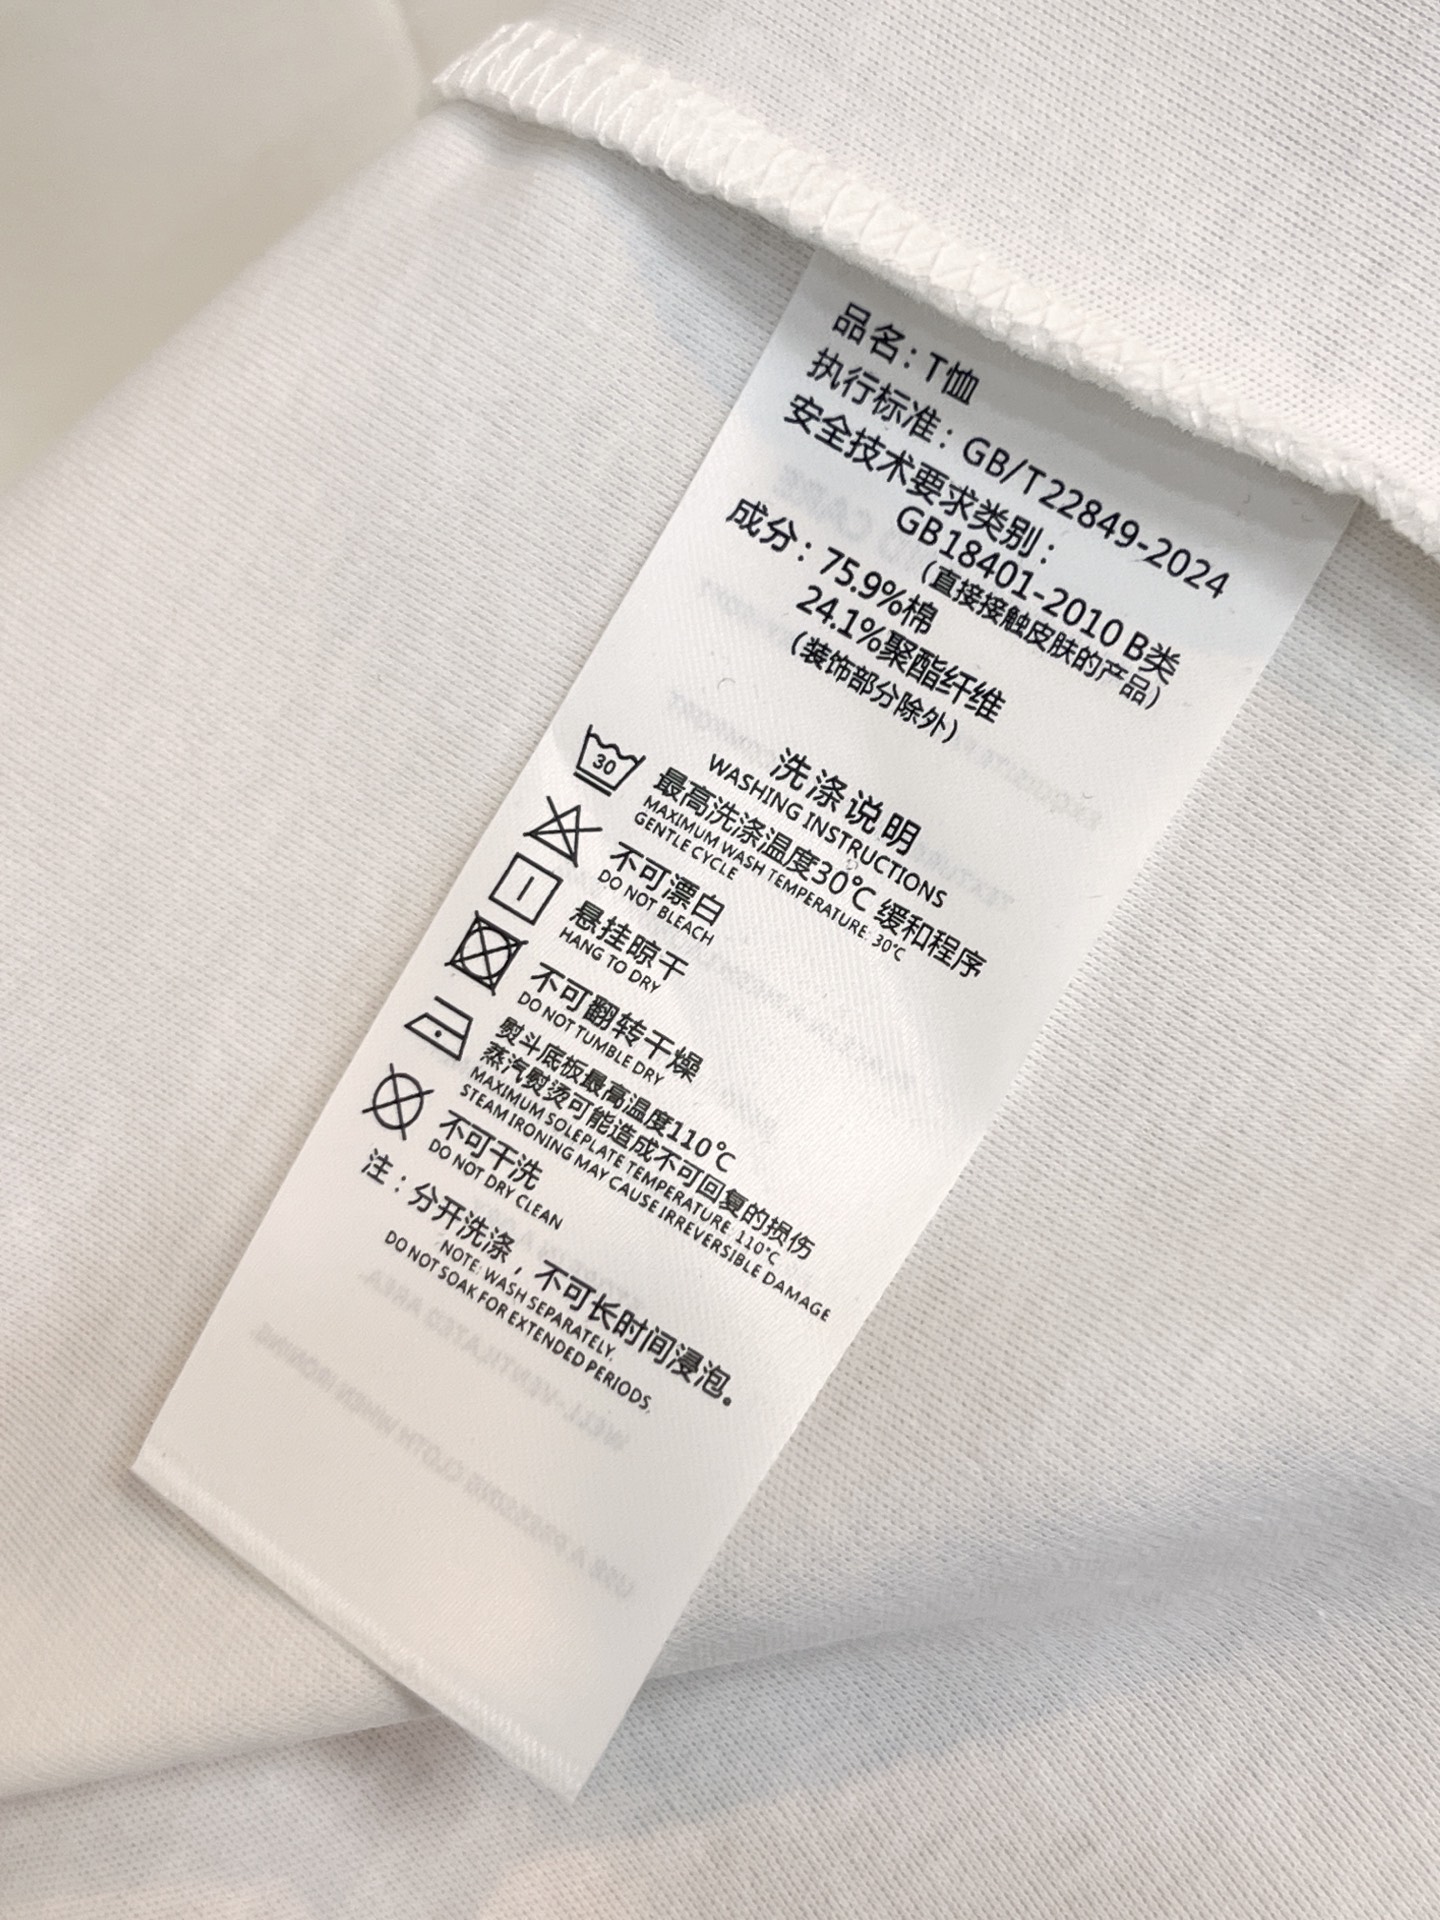 品名：T恤
执行标准：GB/T22849-2024
安全技术要求类别：
GB18401-2010 B类
（直接接触皮肤的产品）
成分：75.9%棉
24.1%聚酯纤维
（装饰部分除外）
洗涤说明
WASHING INSTRUCTIONS
30
最高洗涤温度30℃ 缓和程序
MAXIMUM WASH TEMPERATURE: 30℃
GENTLE CYCLE
不可漂白
DO NOT BLEACH
悬挂晾干
HANG TO DRY
不可翻转干燥
DO NOT TUMBLE DRY
熨斗底板最高温度110℃
蒸汽熨烫可能造成不可回复的损伤
MAXIMUM SOLEPLATE TEMPERATURE: 110℃
STEAM IRONING MAY CAUSE IRREVERSIBLE DAMAGE
不可干洗
DO NOT DRY CLEAN
注：分开洗涤，不可长时间浸泡。
NOTE: WASH SEPARATELY.
DO NOT SOAK FOR EXTENDED PERIODS,